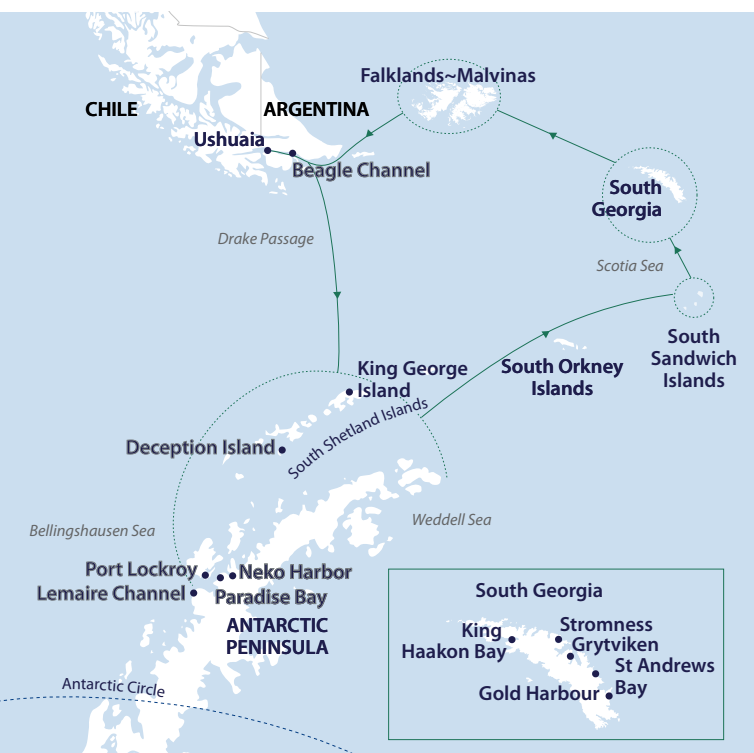 Falklands~Malvinas
CHILE
ARGENTINA
Ushuaia
Beagle Channel
South
Georgia
Drake Passage
Scotia Sea
South
Sandwich
Islands
King George
Island
South Orkney
Islands
South Shetland Islands
Deception Island
Weddell Sea
Bellingshausen Sea
Port Lockroy
Neko Harbor
Lemaire Channel
Paradise Bay
ANTARCTIC
PENINSULA
Antarctic Circle
South Georgia
King
Haakon Bay
Stromness
Grytviken
St Andrews
Bay
Gold Harbour